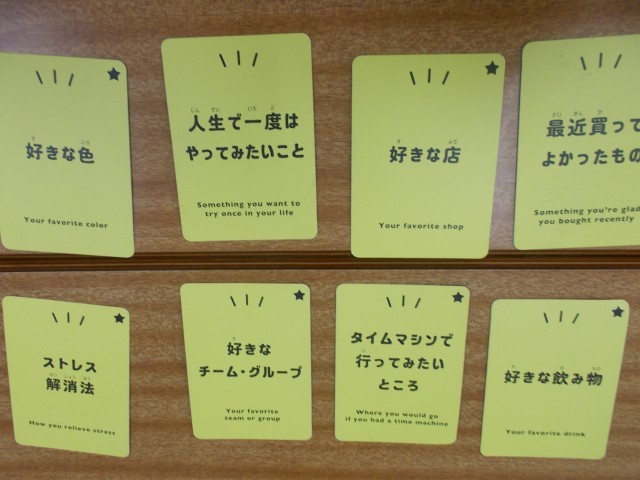 好きな色
Your favorite color
人生で一度は
やってみたいこと
Something you want to
try once in your life
好きな店
Your favorite shop
最近買って
よかったもの
Something you're glad
you bought recently
ストレス
解消法
How you relieve stress
好きな
チーム・グループ
Your favorite
team or group
タイムマシンで
行ってみたい
ところ
Where you would go
if you had a time machine
好きな飲み物
Your favorite drink